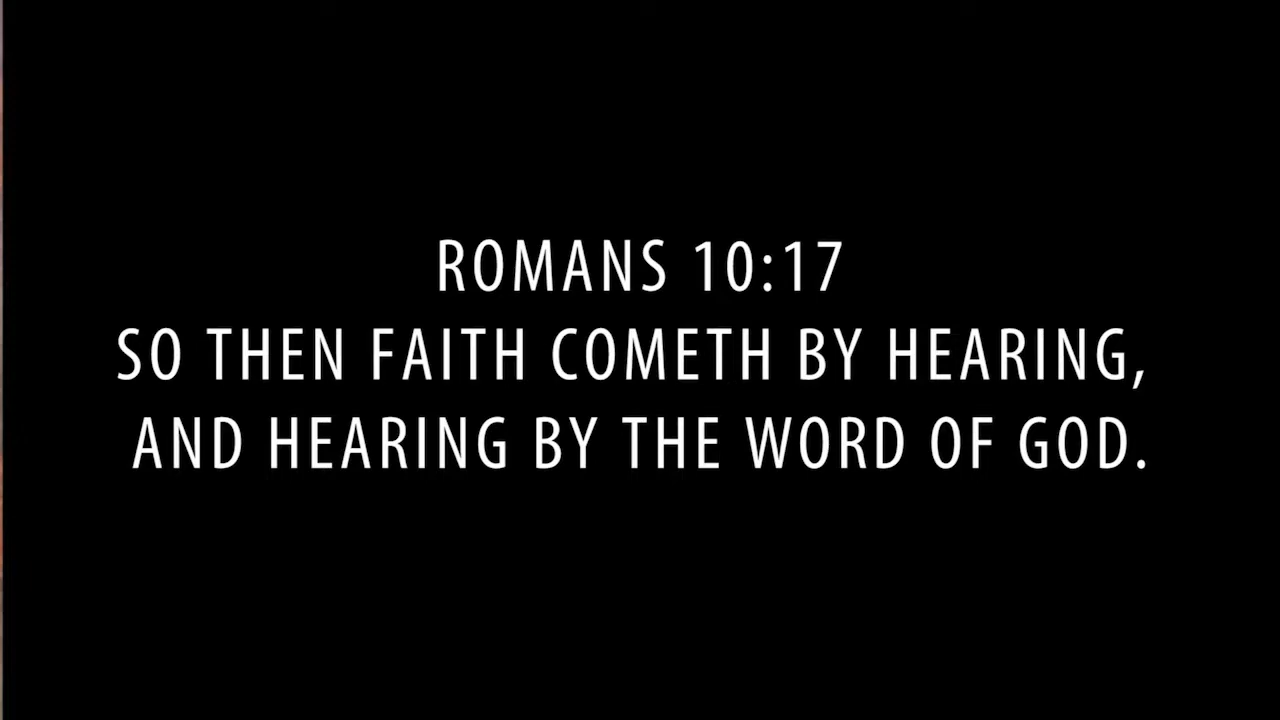 ROMANS 10:17
SO THEN FAITH COMETH BY HEARING,
AND HEARING BY THE WORD OF GOD.